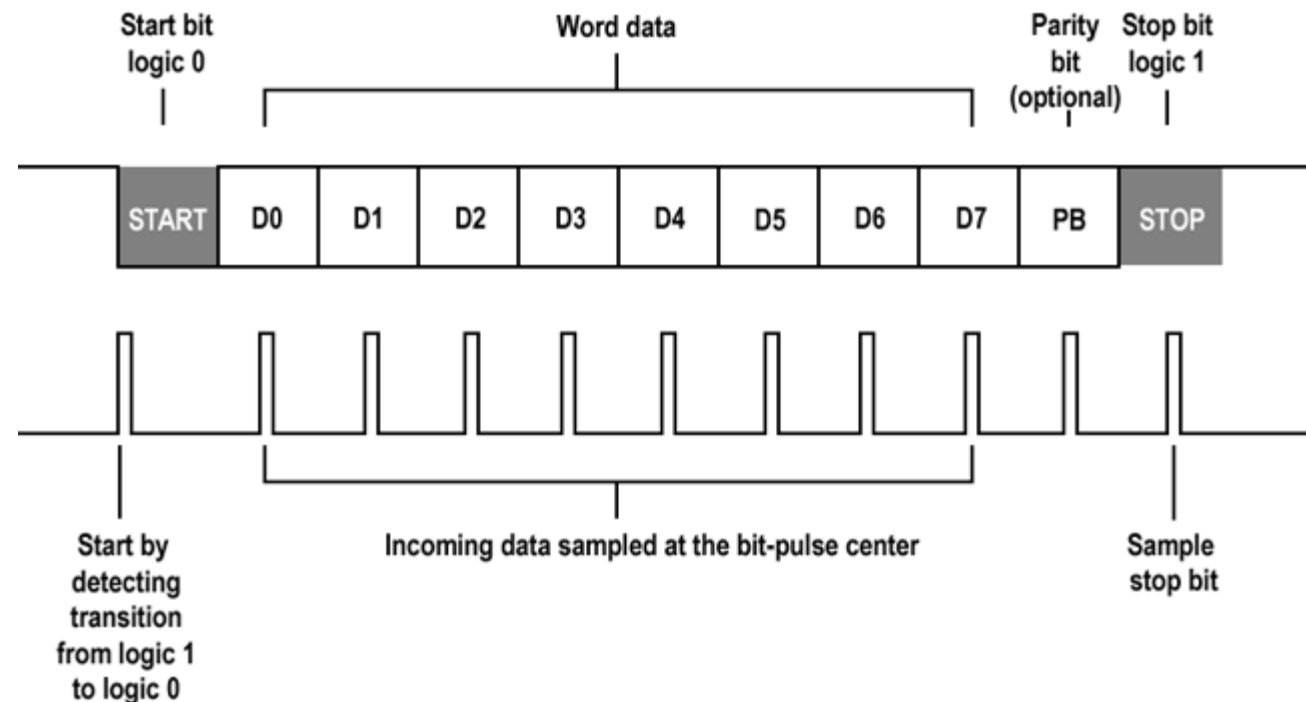 Start bit
logic 0
Word data
Parity
bit
(optional)
Stop bit
logic 1
START
D0
D1
D2
D3
D4
D5
D6
D7
PB
STOP
Start by
detecting
transition
from logic 1
to logic 0
Incoming data sampled at the bit-pulse center
Sample
stop bit